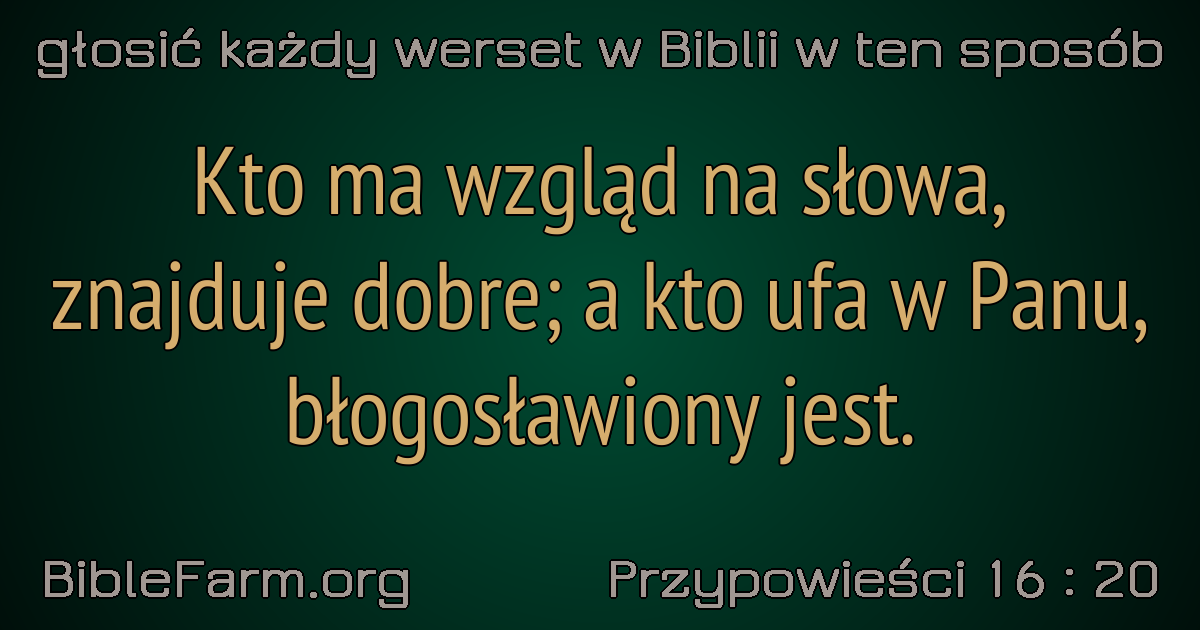 głosić każdy werset w Biblii w ten sposób
Kto ma wzgląd na słowa,
znajduje dobre; a kto ufa w Panu,
błogosławiony jest.
BibleFarm.org
Przypowieści 16 : 20